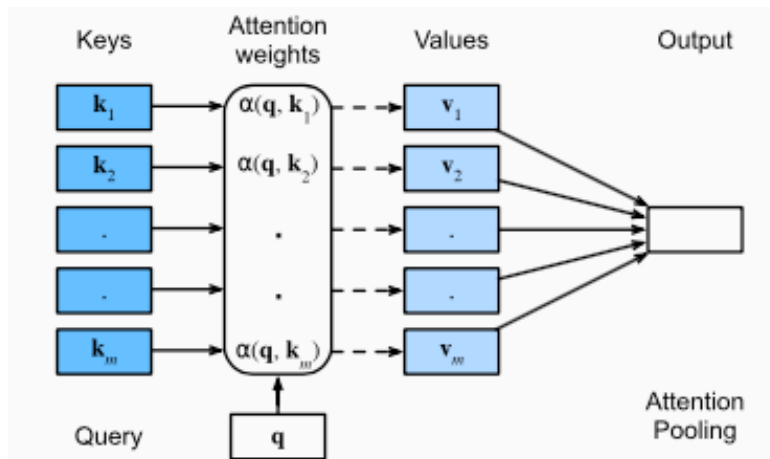 Keys
Attention
weights
Values
Output
k1
α(q, k1)
v1
k2
α(q, k2)
v2
.
.
.
.
.
.
km
α(q, km)
vm
Query
q
Attention
Pooling